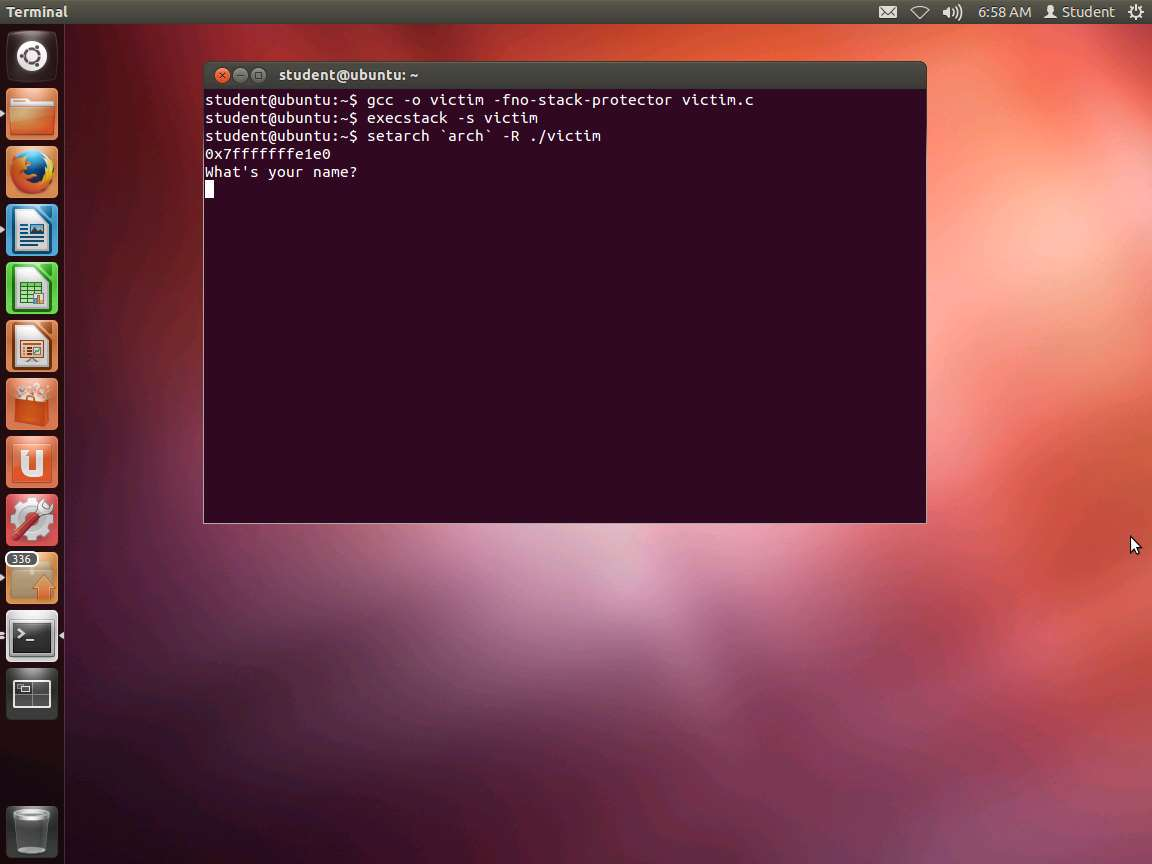 Terminal
6:58 AM
Student
student@ubuntu: ~
student@ubuntu:~$ gcc -o victim -fno-stack-protector victim.c
student@ubuntu:~$ execstack -s victim
student@ubuntu:~$ setarch `arch` -R ./victim
0x7fffffffe1e0
What's your name?
U
336
>_